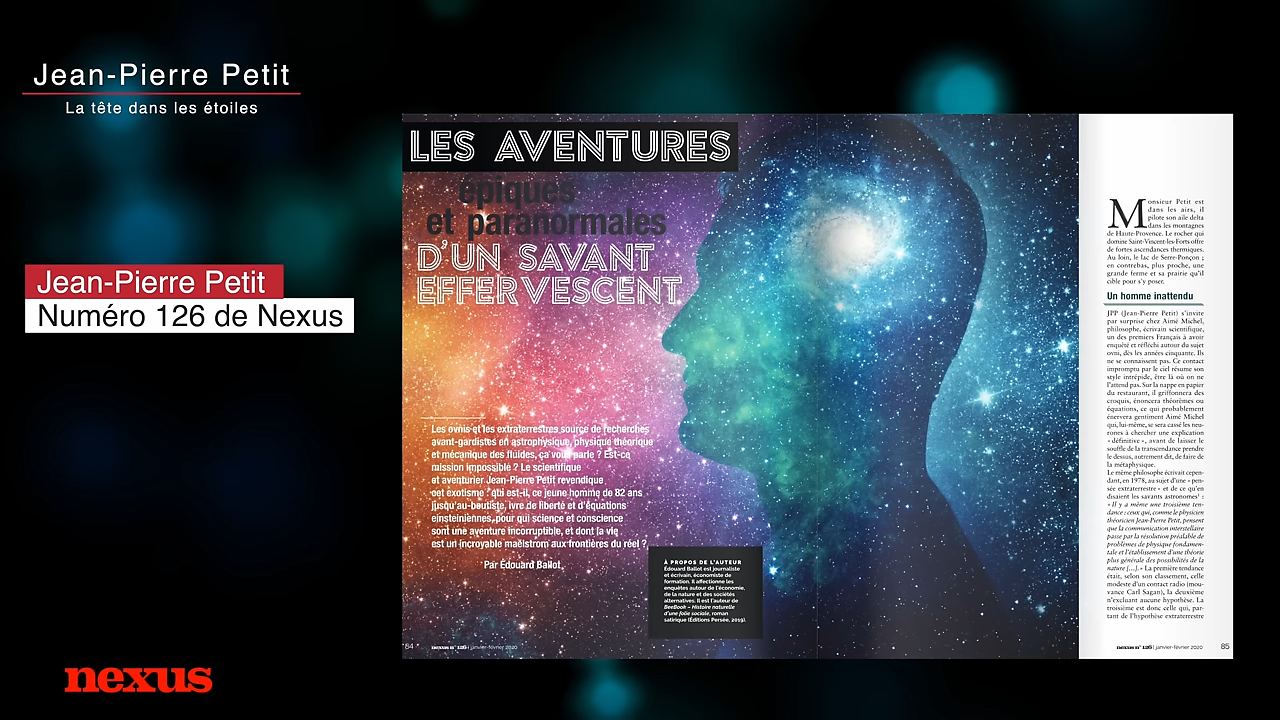 Jean-Pierre Petit
La tête dans les étoiles
Jean-Pierre Petit
Numéro 126 de Nexus
nexus
LES AVENTURES
épiques
et paranormales
D'UN SAVANT
EFFERVESCENT
Les ovnis et les extraterrestres source de recherches
avant-gardistes en astrophysique, physique théorique
et mécanique des fluides, ça vous parle ? Est-ce
mission impossible ? Le scientifique
et aventurier Jean-Pierre Petit revendique
cet exotisme : qui est-il, ce jeune homme de 82 ans
jusqu'au-boutiste, ivre de liberté et d'équations
einsteiniennes, pour qui science et conscience
sont une aventure incorruptible, et dont la vie
est un incroyable maelström aux frontières du réel ?
Par Édouard Ballot
À PROPOS DE L'AUTEUR
Édouard Ballot est journaliste
et écrivain, économiste de
formation. Il affectionne les
enquêtes autour de l'économie,
de la nature et des sociétés
alternatives. Il est l'auteur de
BeeBook – Histoire naturelle
d'une folie sociale, roman
satirique (Éditions Persée, 2019).
84
nexus n° 126 | janvier-février 2020
Monsieur Petit est
dans les airs, il
pilote son aile delta
dans les montagnes
de Haute-Provence. Le rocher qui
domine Saint-Vincent-les-Forts offre
de fortes ascendances thermiques.
Au loin, le lac de Serre-Ponçon ;
en contrebas, plus proche, une
grande ferme et sa prairie qu'il
cible pour s'y poser.
Un homme inattendu
JPP (Jean-Pierre Petit) s'invite
par surprise chez Aimé Michel,
philosophe, écrivain scientifique,
un des premiers Français à avoir
enquêté et réfléchi autour du sujet
ovni, dès les années cinquante. Ils
ne se connaissent pas. Ce contact
impromptu par le ciel résume son
style intrépide, être là où on ne
l'attend pas. Sur la nappe en papier
du restaurant, il griffonnera des
croquis, énoncera théorèmes ou
équations, ce qui probablement
énervera gentiment Aimé Michel
qui, lui-même, se sera cassé les neu-
rones à chercher une explication
« définitive », avant de laisser le
souffle de la transcendance prendre
le dessus, autrement dit, de faire de
la métaphysique.
Le même philosophe écrivait cepen-
dant, en 1978, au sujet d'une « pen-
sée extraterrestre » et de ce qu'en
disaient les savants astronomes¹ :
« Il y a même une troisième ten-
dance : ceux qui, comme le physicien
théoricien Jean-Pierre Petit, pensent
que la communication interstellaire
passe par la résolution préalable de
problèmes de physique fondamen-
tale et l'établissement d'une théorie
plus générale des possibilités de la
nature […]. » La première tendance
était, selon son classement, celle
modeste d'un contact radio (mou-
vance Carl Sagan), la deuxième
n'excluant aucune hypothèse. La
troisième est donc celle qui, par-
tant de l'hypothèse extraterrestre
nexus n° 126 | janvier-février 2020
85